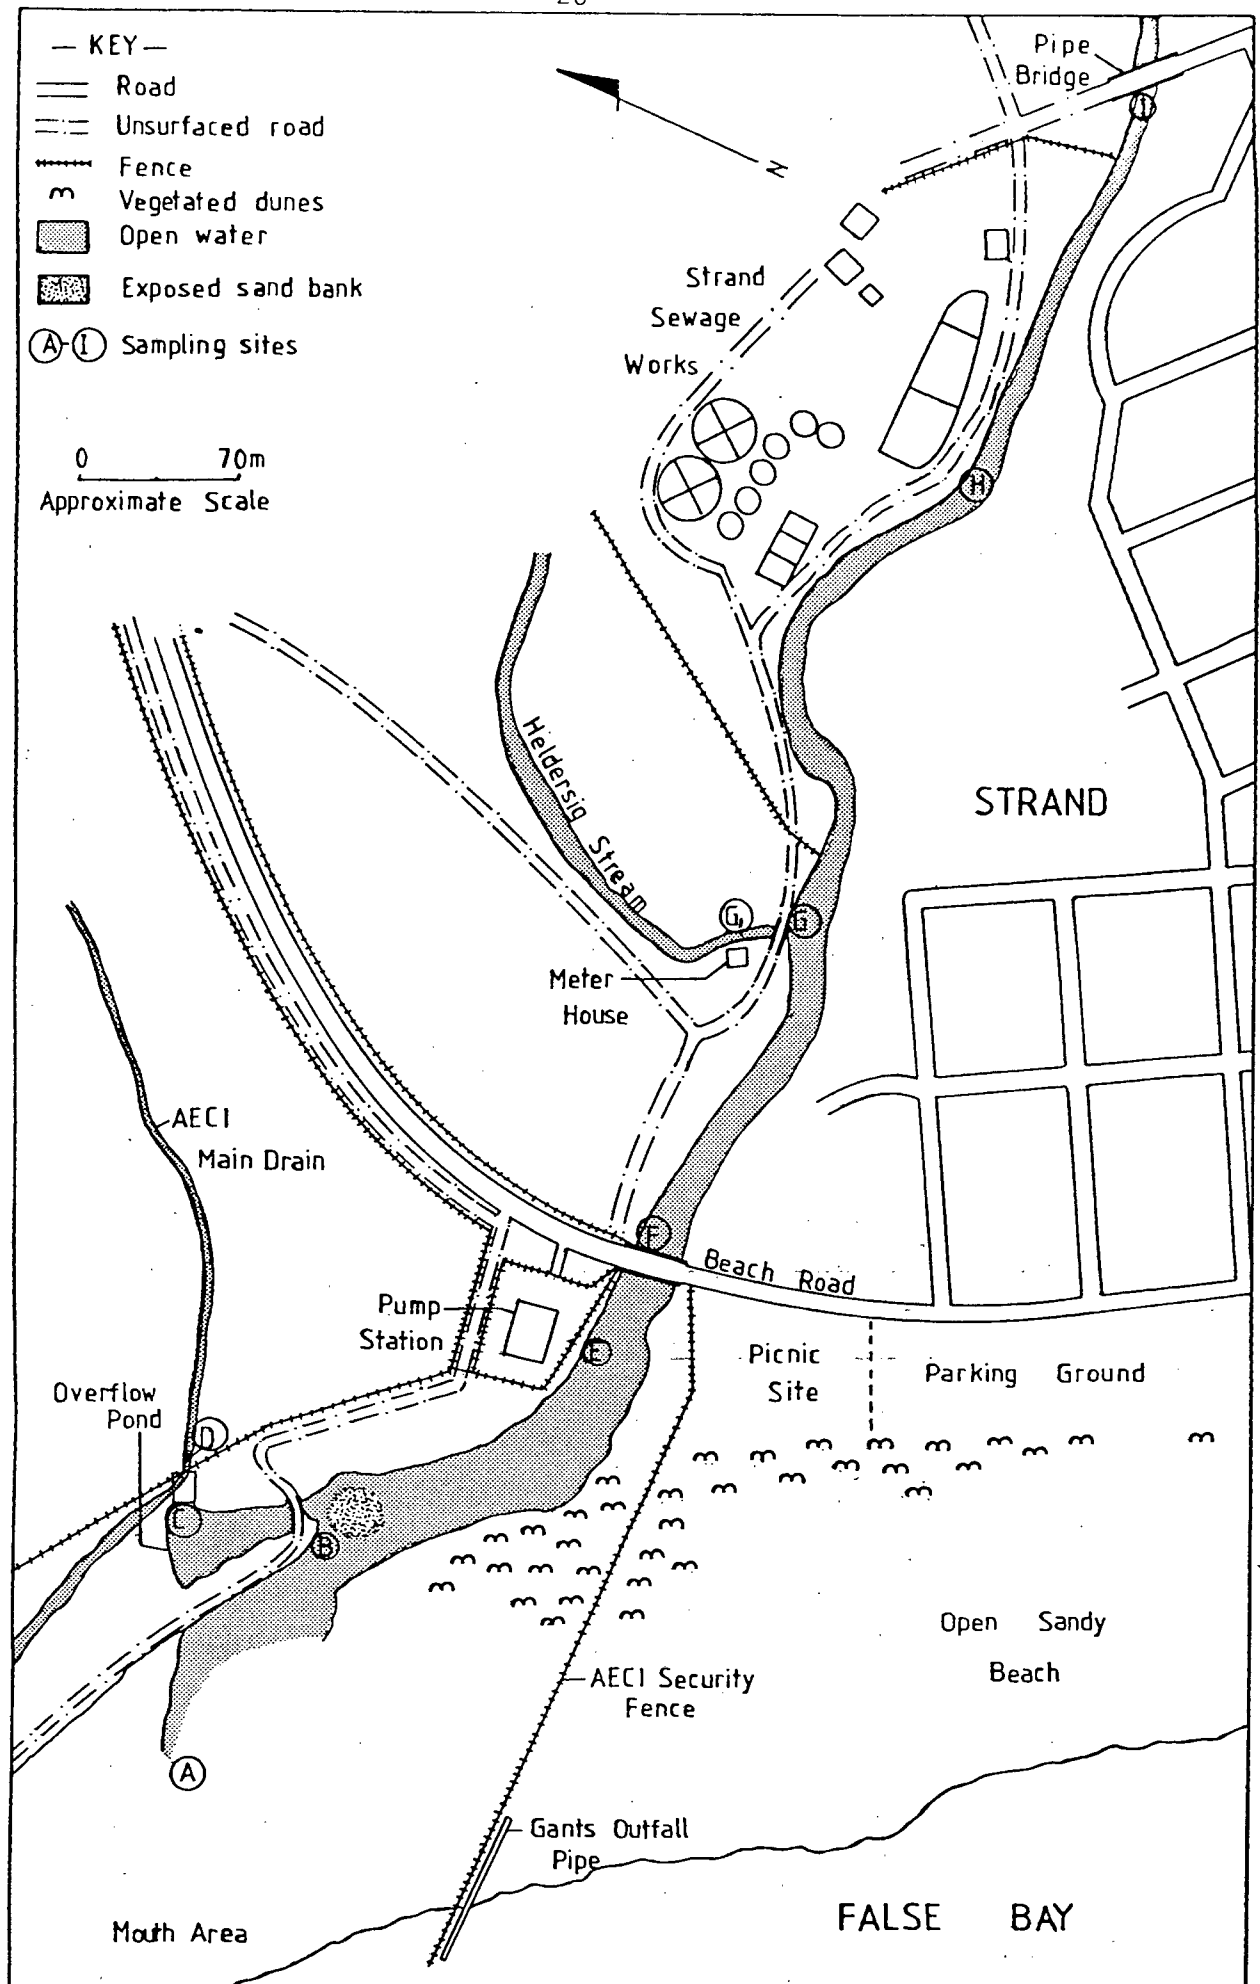 — KEY —
Road
Unsurfaced road
Fence
Vegetated dunes
Open water
Exposed sand bank
A-I Sampling sites
0 70m
Approximate Scale
N
Pipe
Bridge
I
Strand
Sewage
Works
H
Heldersig Stream
STRAND
G₁
G
Meter
House
AECI
Main Drain
F
Beach Road
Pump
Station
E
Picnic
Site
Parking Ground
Overflow
Pond
D
C
B
Open Sandy
Beach
AECI Security
Fence
A
Gants Outfall
Pipe
Mouth Area
FALSE BAY